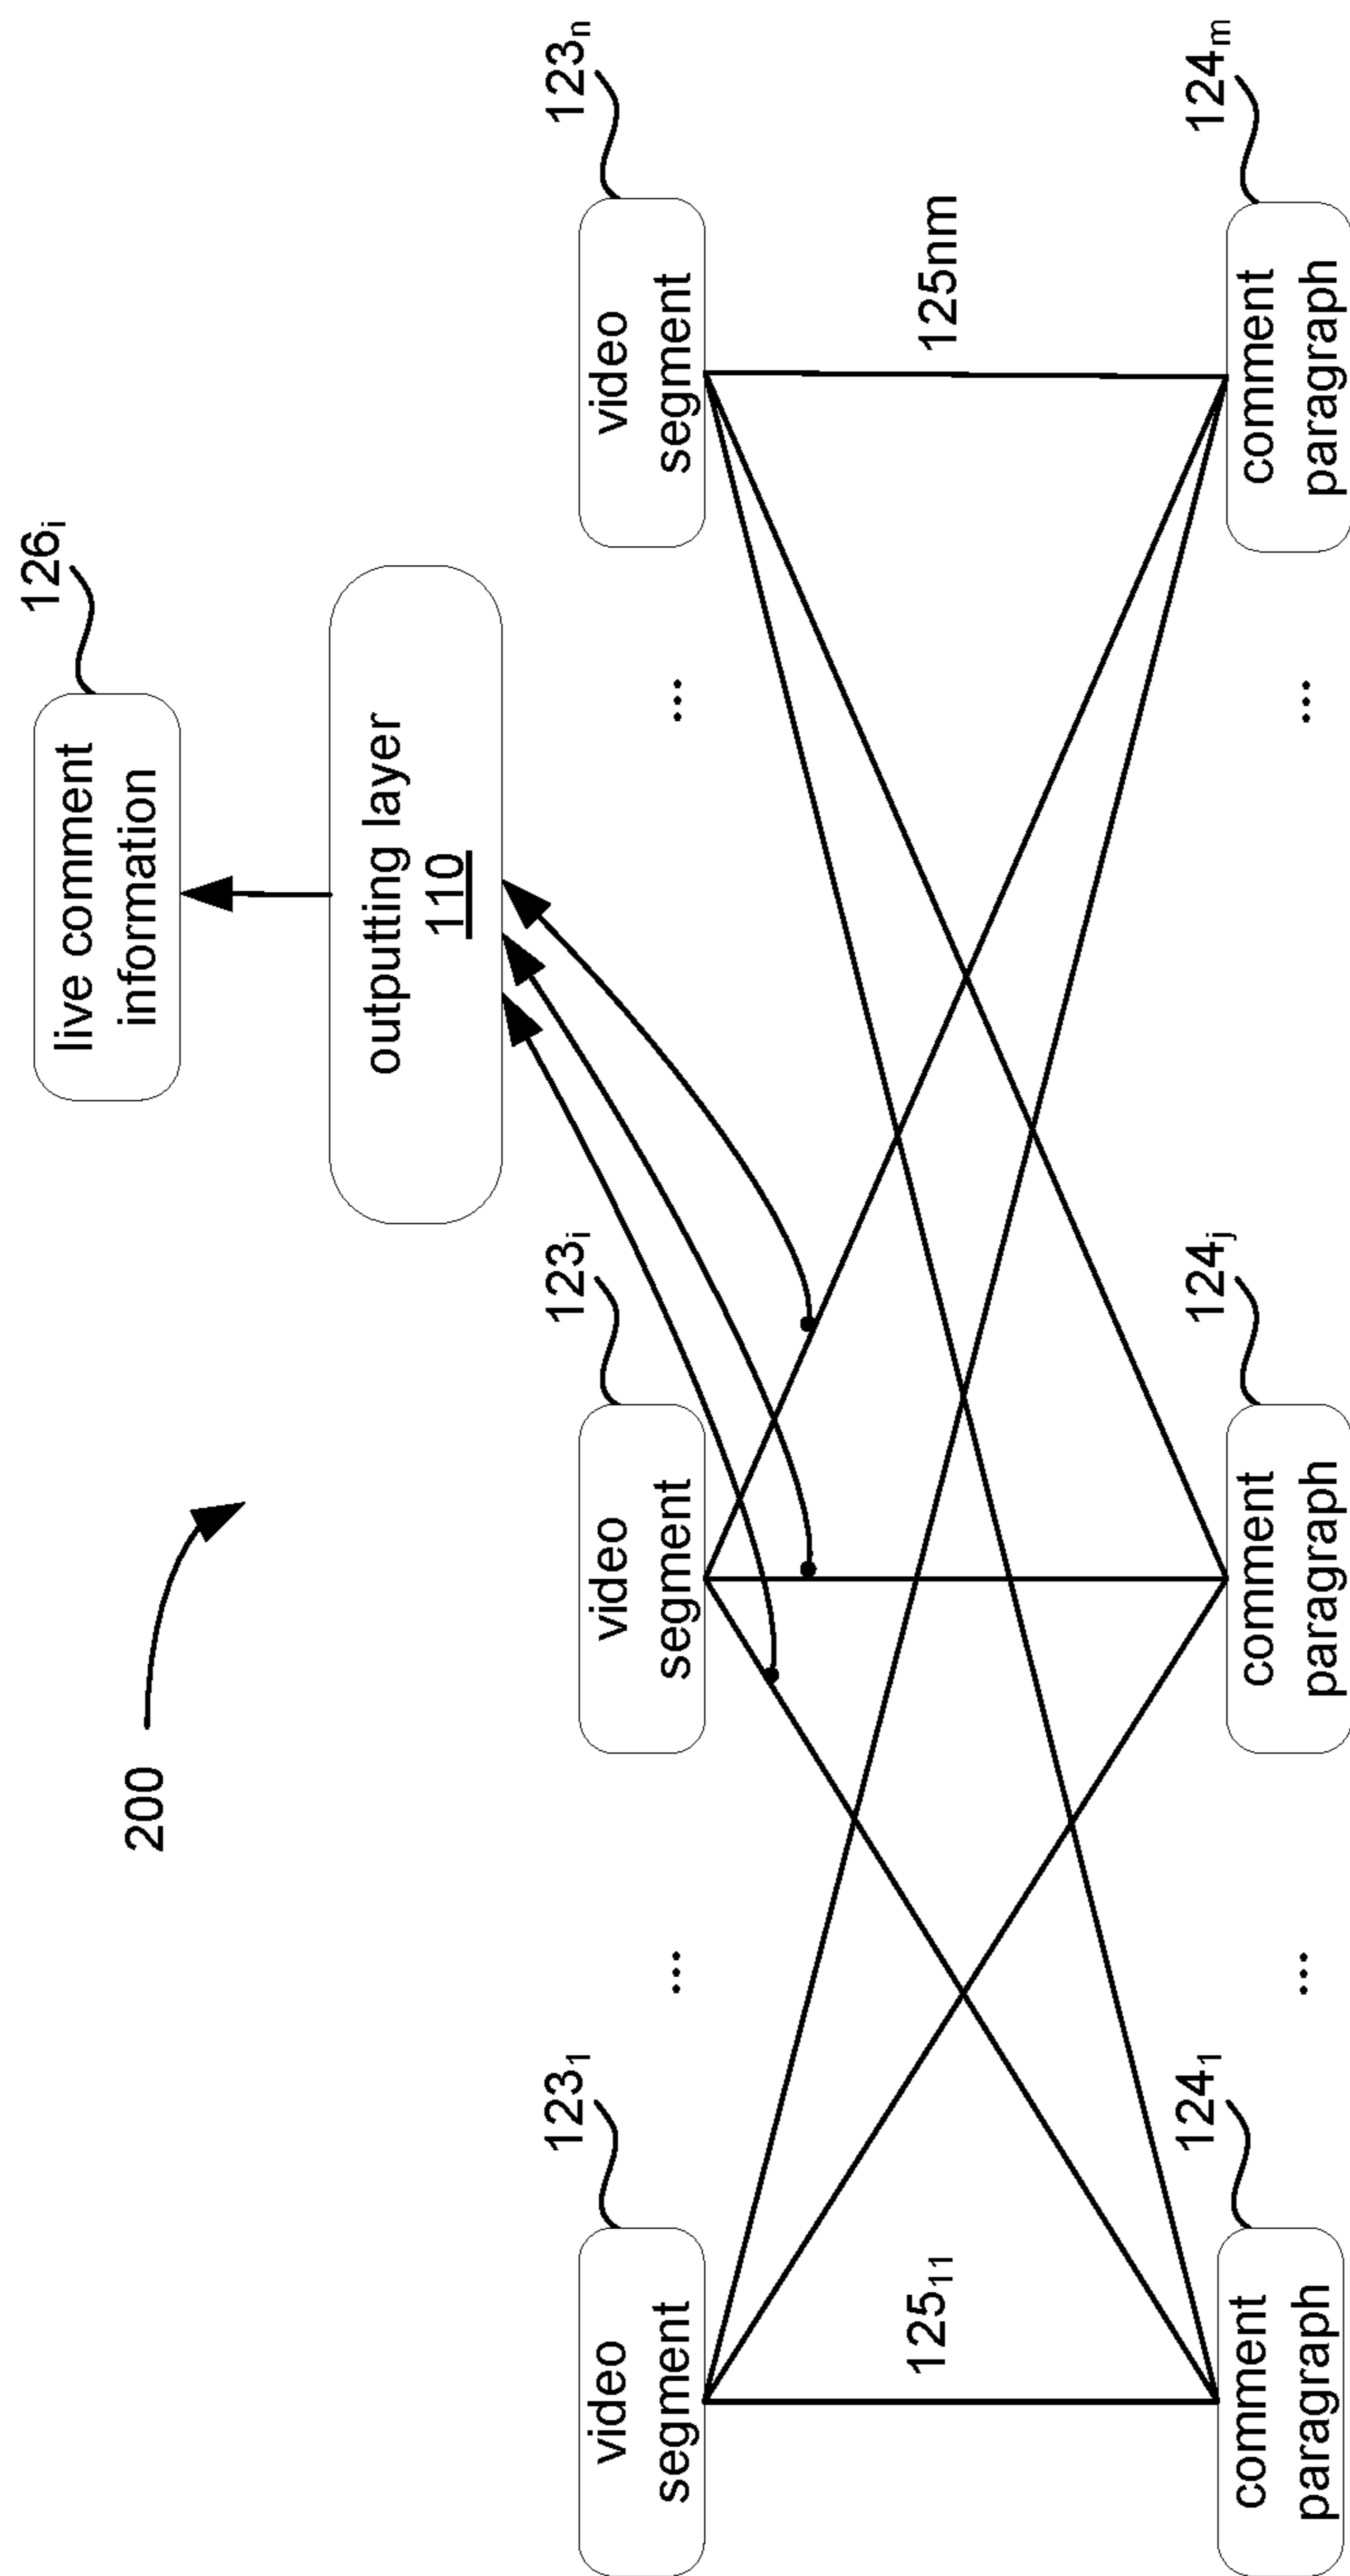 live comment
information
126i
outputting layer
110
200
123₁
123i
123n
video
segment
...
video
segment
...
video
segment
125₁₁
125nm
124₁
124j
124m
comment
paragraph
...
comment
paragraph
...
comment
paragraph